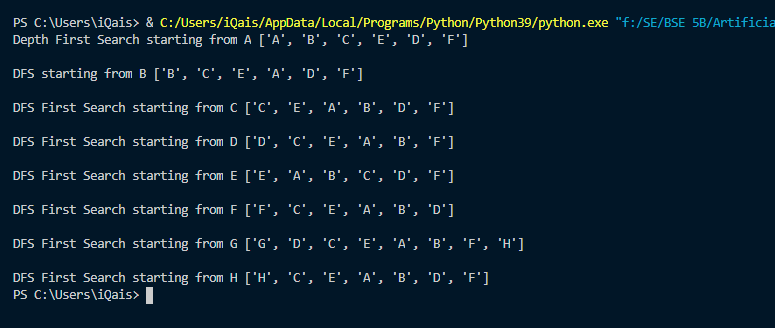 PS C:\Users\iQais> & C:/Users/iQais/AppData/Local/Programs/Python/Python39/python.exe "f:/SE/BSE 5B/Artificia
Depth First Search starting from A ['A', 'B', 'C', 'E', 'D', 'F']
DFS starting from B ['B', 'C', 'E', 'A', 'D', 'F']
DFS First Search starting from C ['C', 'E', 'A', 'B', 'D', 'F']
DFS First Search starting from D ['D', 'C', 'E', 'A', 'B', 'F']
DFS First Search starting from E ['E', 'A', 'B', 'C', 'D', 'F']
DFS First Search starting from F ['F', 'C', 'E', 'A', 'B', 'D']
DFS First Search starting from G ['G', 'D', 'C', 'E', 'A', 'B', 'F', 'H']
DFS First Search starting from H ['H', 'C', 'E', 'A', 'B', 'D', 'F']
PS C:\Users\iQais>